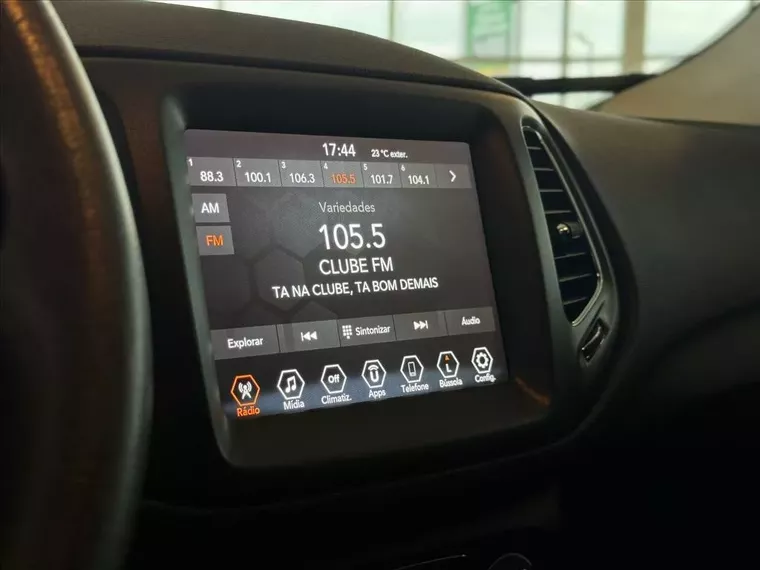 17:44 23 °C exter.
1 88.3 2 100.1 3 106.3 4 105.5 5 101.7 6 104.1
AM
Variedades
FM
105.5
CLUBE FM
TA NA CLUBE, TA BOM DEMAIS
Explorar Sintonizar Audio
Off L
Rádio Mídia Climatiz. Apps Telefone Bússola Config.